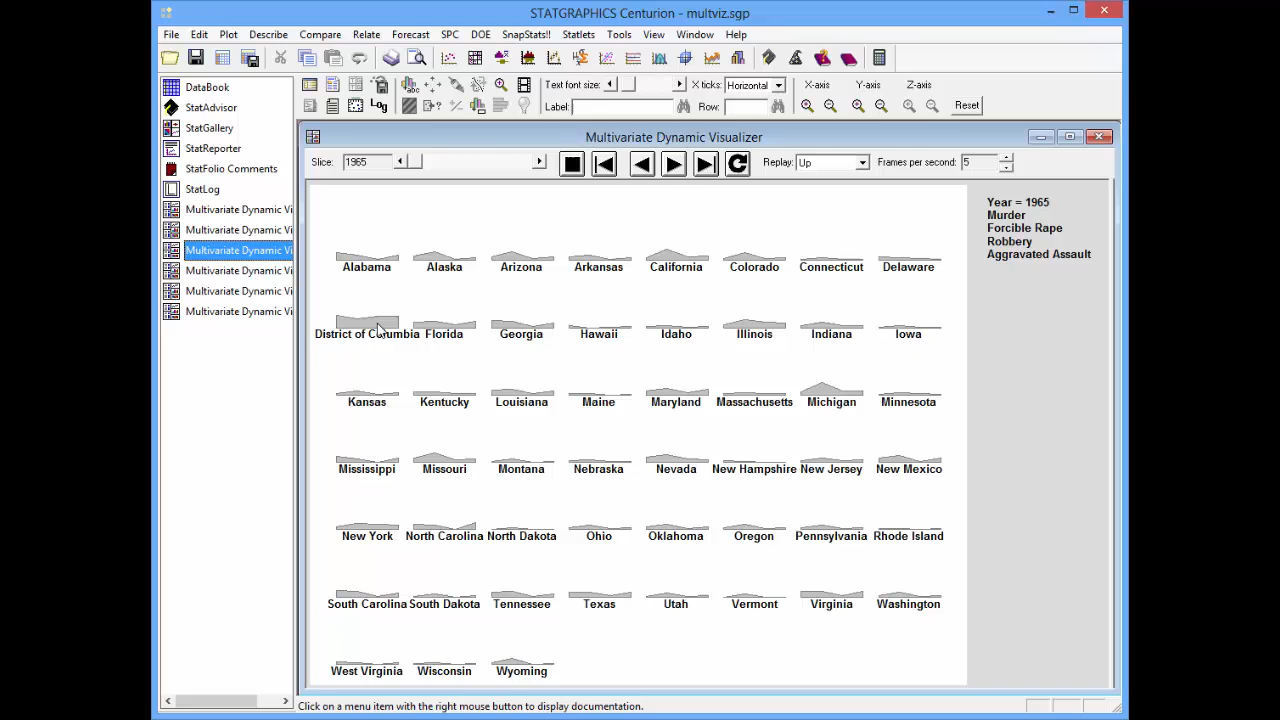 STATGRAPHICS Centurion - multviz.sgp
File Edit Plot Describe Compare Relate Forecast SPC DOE SnapStats!! Statlets Tools View Window Help
DataBook
StatAdvisor
StatGallery
StatReporter
StatFolio Comments
StatLog
Multivariate Dynamic Vi
Multivariate Dynamic Vi
Multivariate Dynamic Vi
Multivariate Dynamic Vi
Multivariate Dynamic Vi
Multivariate Dynamic Vi
Text font size: X ticks: Horizontal X-axis Y-axis Z-axis
Log Label: Row: Reset
Multivariate Dynamic Visualizer
Slice: 1965 Replay: Up Frames per second: 5
Year = 1965
Murder
Forcible Rape
Robbery
Aggravated Assault
Alabama Alaska Arizona Arkansas California Colorado Connecticut Delaware
District of Columbia Florida Georgia Hawaii Idaho Illinois Indiana Iowa
Kansas Kentucky Louisiana Maine Maryland Massachusetts Michigan Minnesota
Mississippi Missouri Montana Nebraska Nevada New Hampshire New Jersey New Mexico
New York North Carolina North Dakota Ohio Oklahoma Oregon Pennsylvania Rhode Island
South Carolina South Dakota Tennessee Texas Utah Vermont Virginia Washington
West Virginia Wisconsin Wyoming
Click on a menu item with the right mouse button to display documentation.